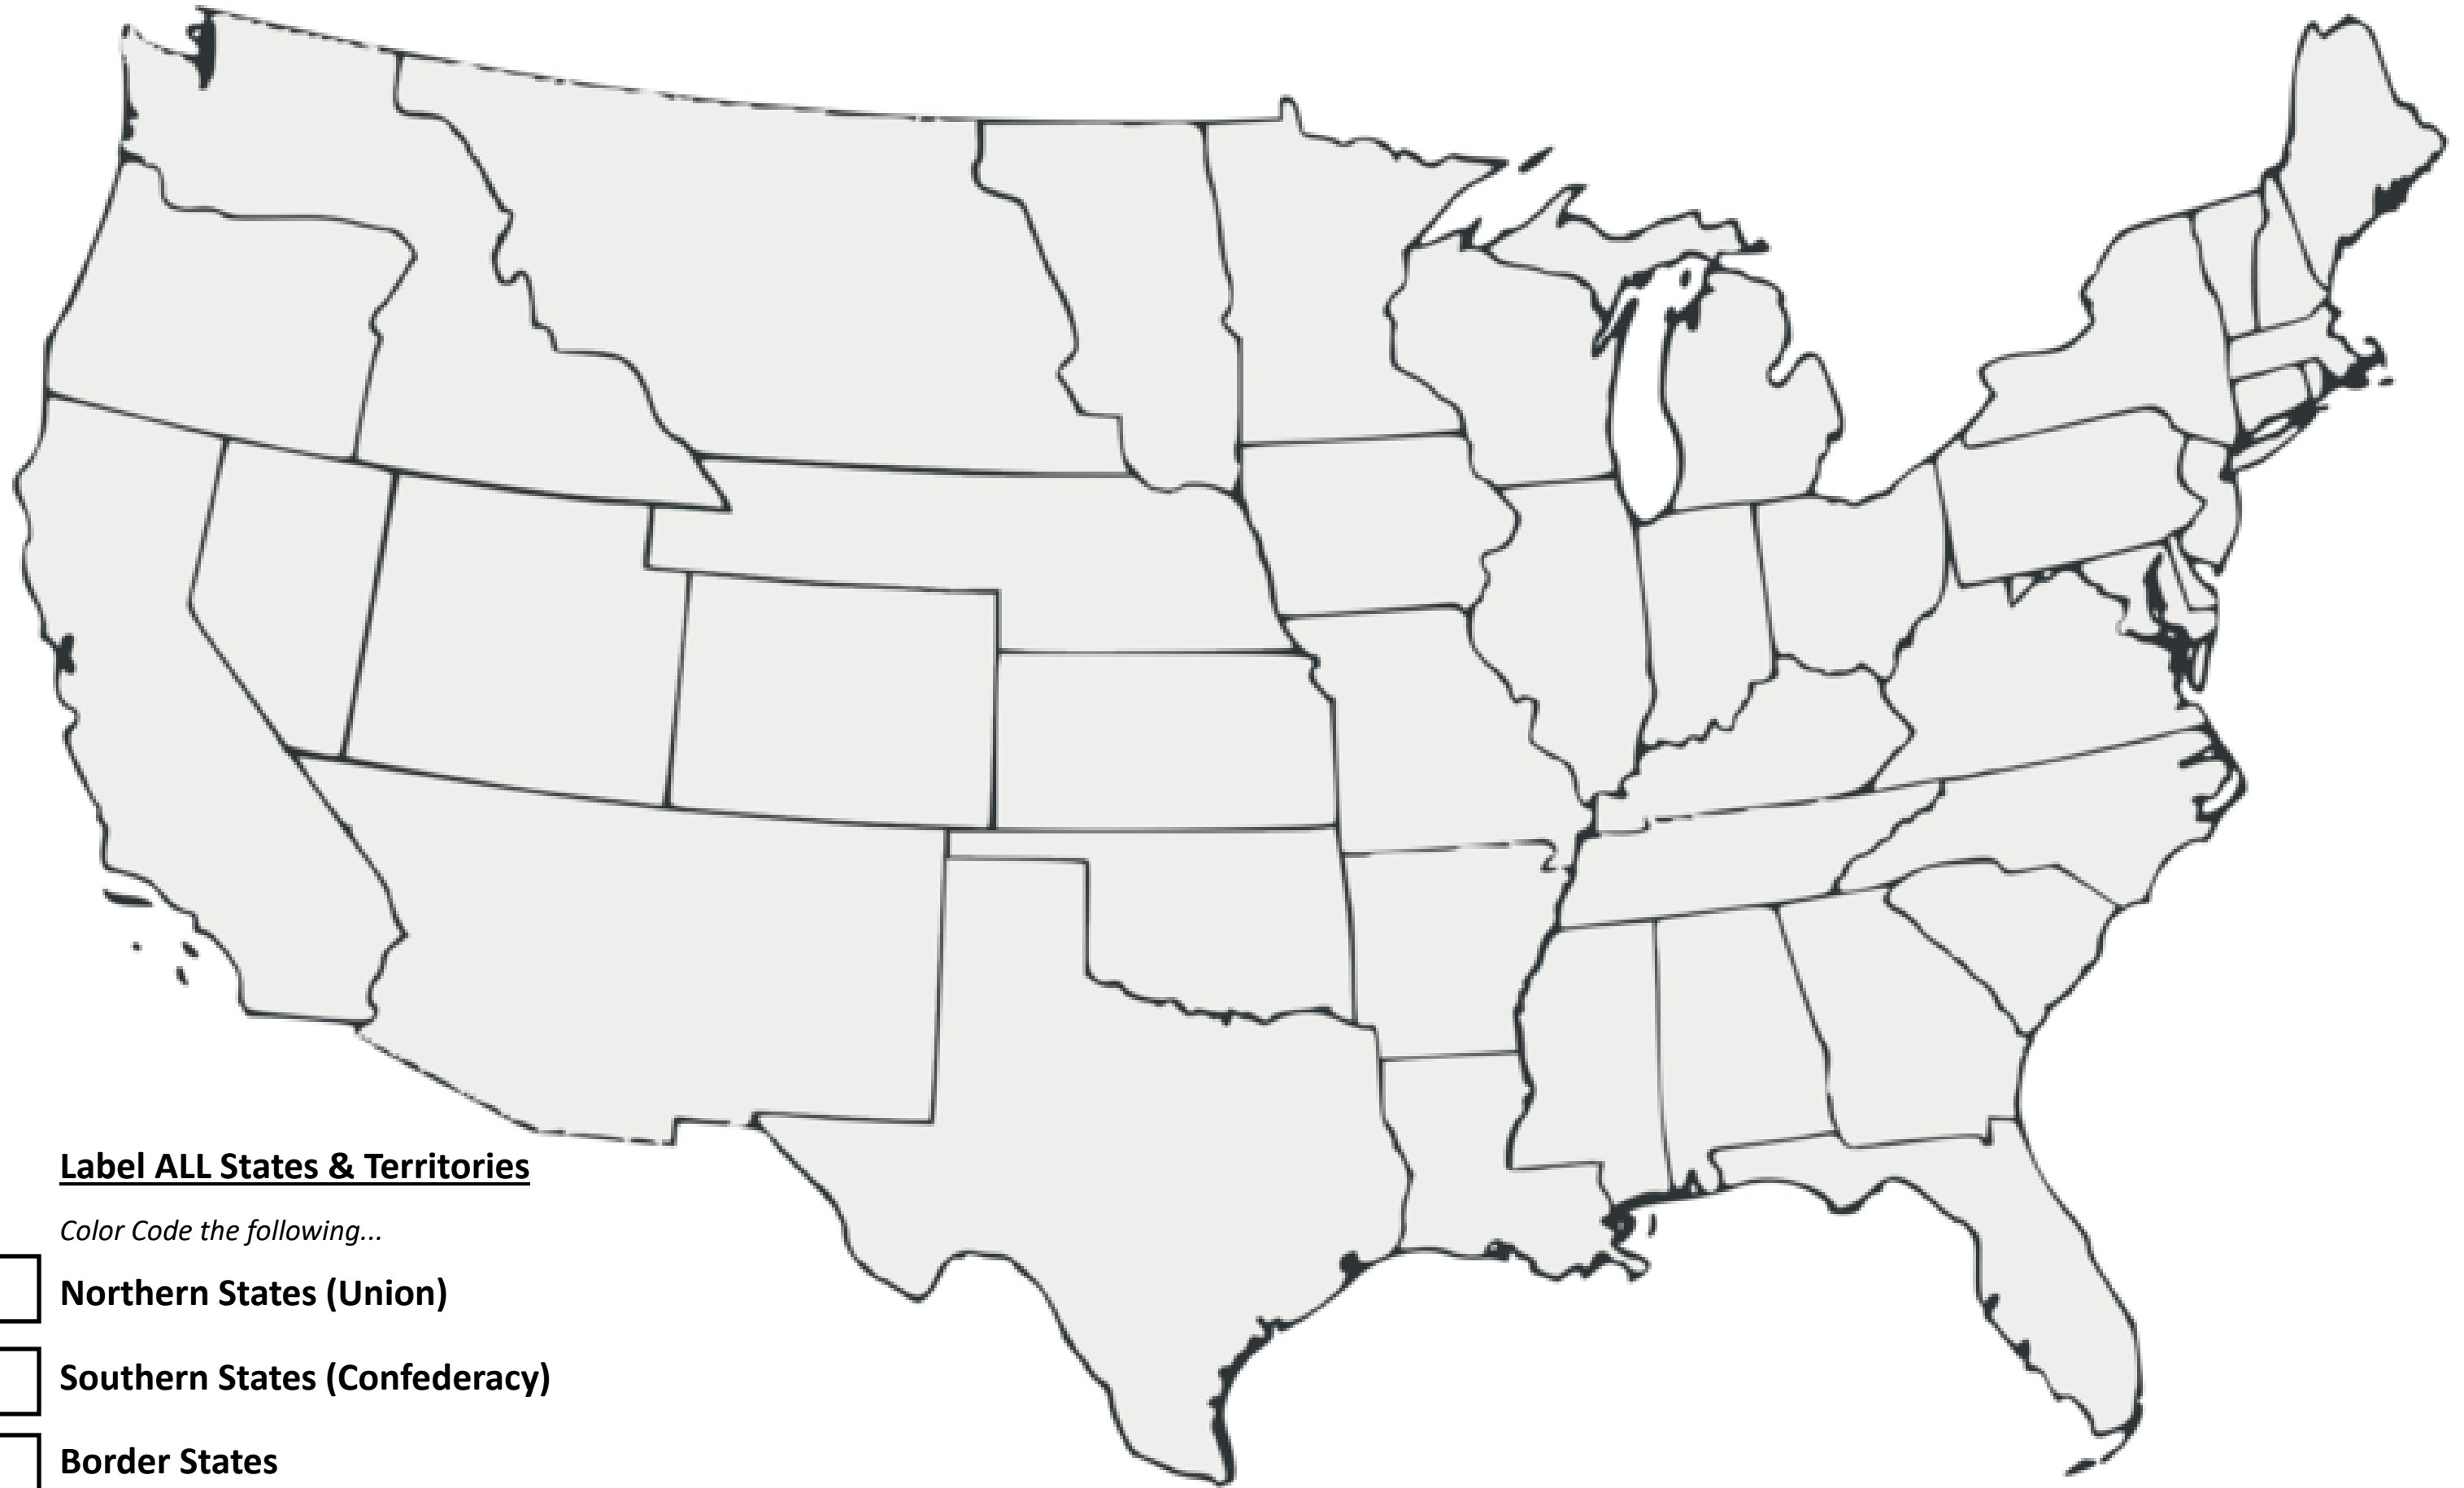 Label ALL States & Territories
Color Code the following...
Northern States (Union)
Southern States (Confederacy)
Border States